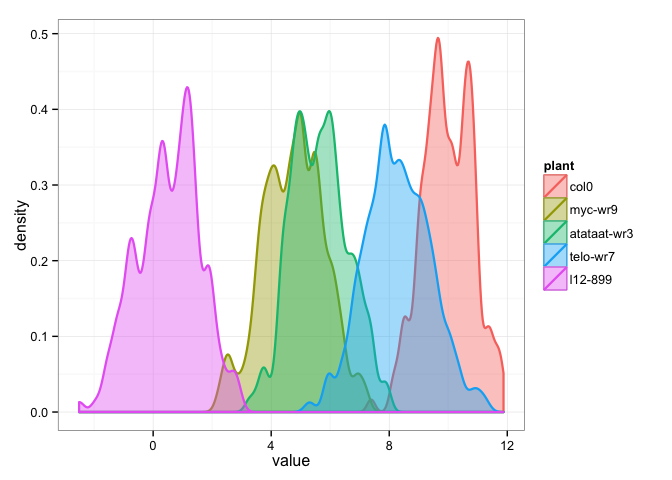 0.5
0.4
0.3
0.2
0.1
0.0
density
0
4
8
12
value
plant
col0
myc-wr9
atataat-wr3
telo-wr7
l12-899